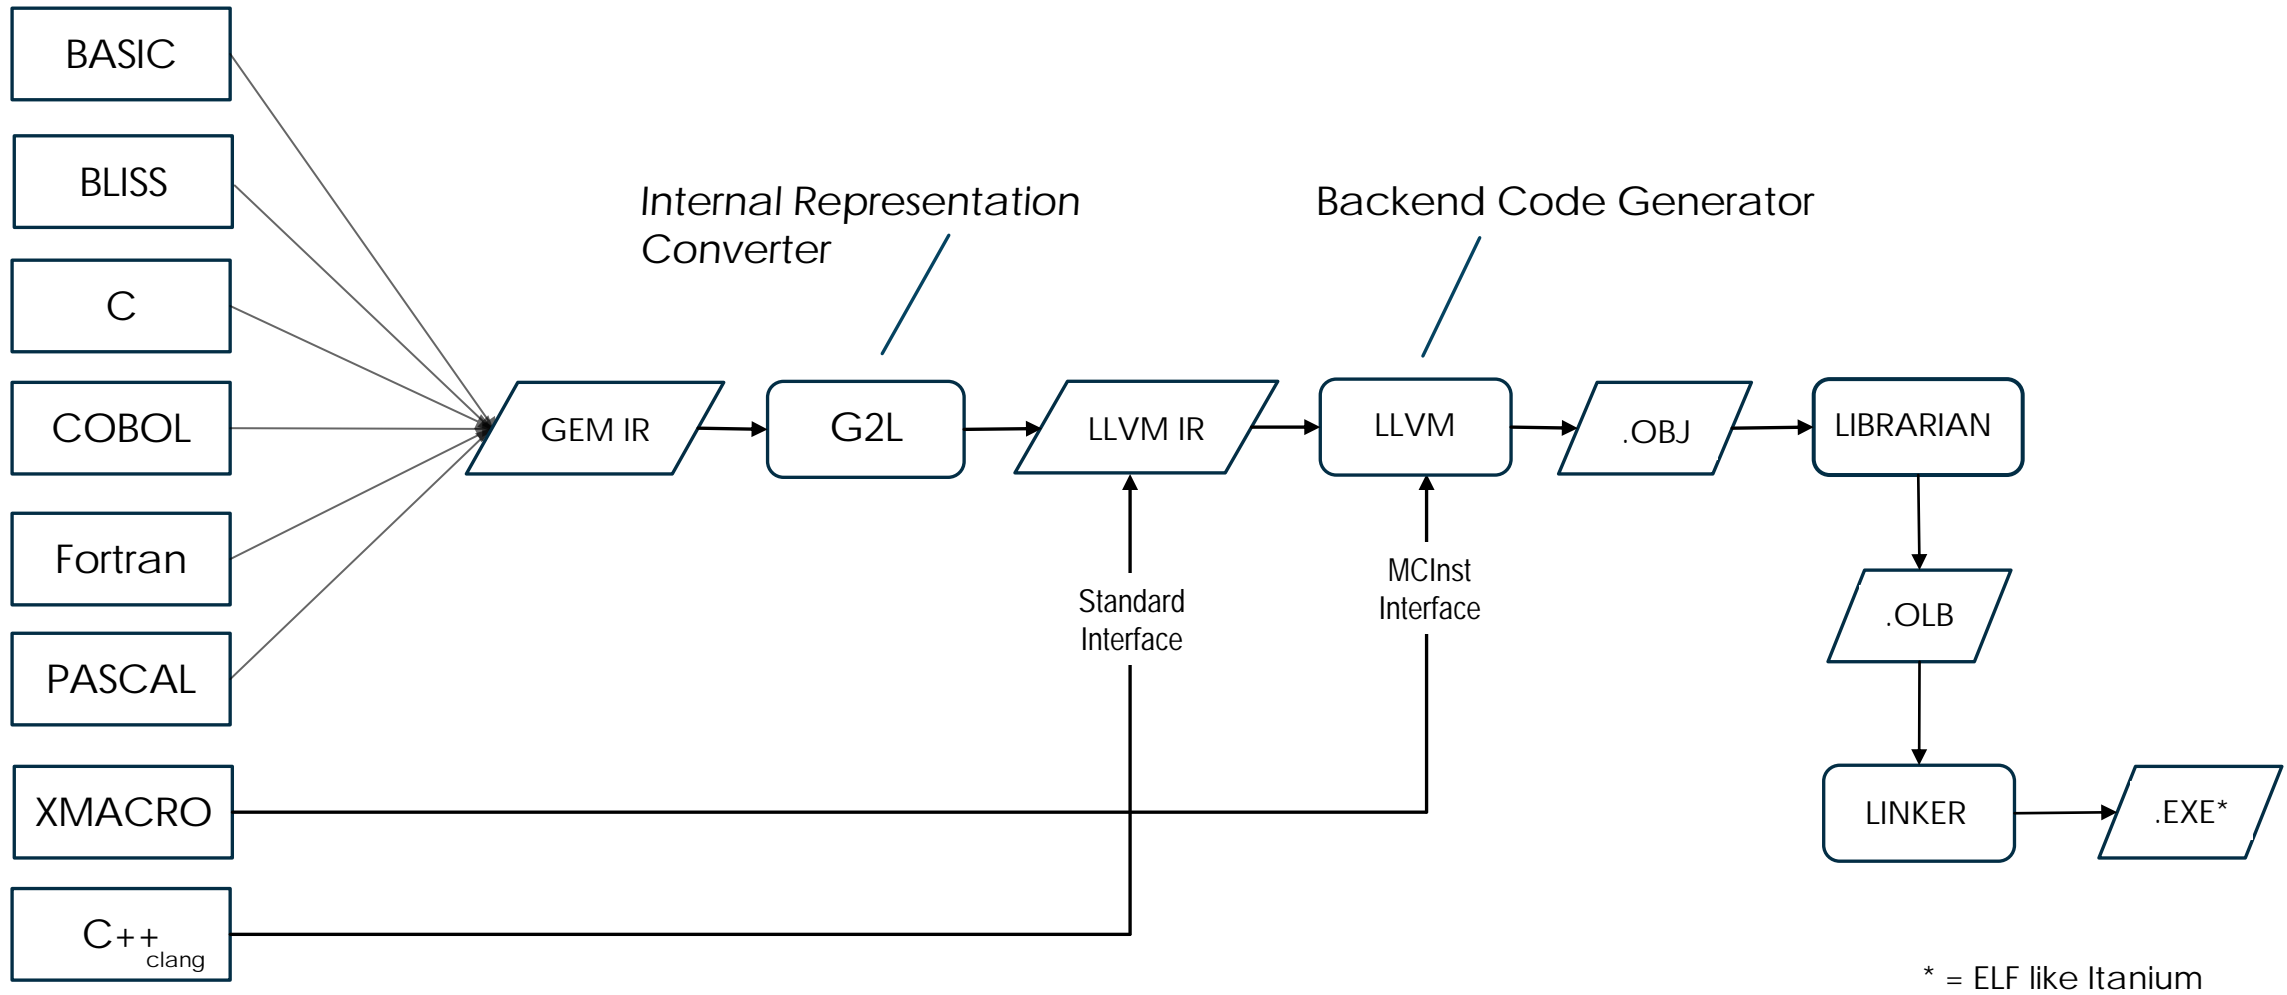 BASIC
BLISS
C
COBOL
Fortran
PASCAL
XMACRO
C++
clang
Internal Representation
Converter
Backend Code Generator
GEM IR
G2L
LLVM IR
LLVM
.OBJ
LIBRARIAN
Standard
Interface
MCInst
Interface
.OLB
LINKER
.EXE*
* = ELF like Itanium